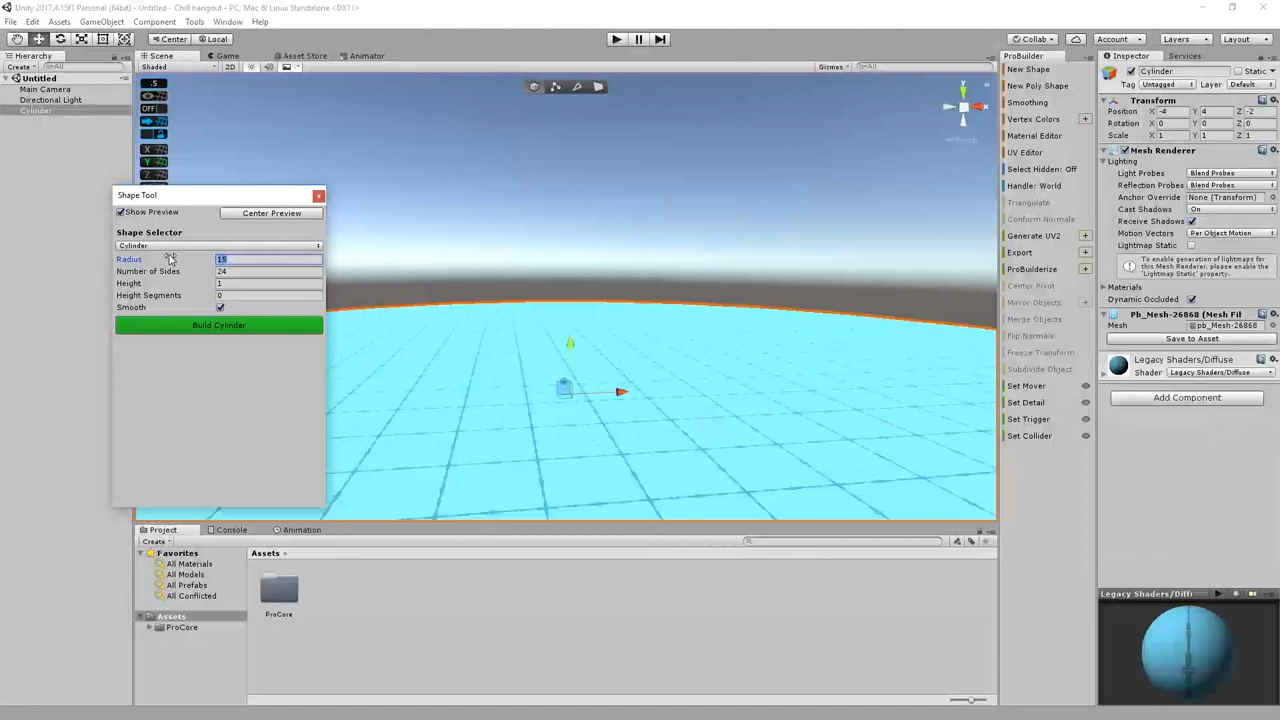 Unity 2017.4.15f1 Personal (64bit) - Untitled - Chill hangout - PC, Mac & Linux Standalone <DX11>
File Edit Assets GameObject Component Tools Window Help
Center Local
Collab Account Layers Layout
Hierarchy
Create All
Untitled
Main Camera
Directional Light
Cylinder
Scene Game Asset Store Animator
Shaded 2D Gizmos All
.5
OFF
X
Y
Z
y
x
Persp
Shape Tool
Show Preview Center Preview
Shape Selector
Cylinder
Radius 15
Number of Sides 24
Height 1
Height Segments 0
Smooth
Build Cylinder
ProBuilder
New Shape
New Poly Shape
Smoothing
Vertex Colors
Material Editor
UV Editor
Select Hidden: Off
Handle: World
Triangulate
Conform Normals
Generate UV2
Export
ProBuilderize
Center Pivot
Mirror Objects
Merge Objects
Flip Normals
Freeze Transform
Subdivide Object
Set Mover
Set Detail
Set Trigger
Set Collider
Inspector Services
Cylinder Static
Tag Untagged Layer Default
Transform
Position X -4 Y 4 Z -2
Rotation X 0 Y 0 Z 0
Scale X 1 Y 1 Z 1
Mesh Renderer
Lighting
Light Probes Blend Probes
Reflection Probes Blend Probes
Anchor Override None (Transform)
Cast Shadows On
Receive Shadows
Motion Vectors Per Object Motion
Lightmap Static
To enable generation of lightmaps for
this Mesh Renderer, please enable the
'Lightmap Static' property.
Materials
Dynamic Occluded
Pb_Mesh-26868 (Mesh Fil
Mesh pb_Mesh-26868
Save to Asset
Legacy Shaders/Diffuse
Shader Legacy Shaders/Diffuse
Add Component
Legacy Shaders/Diffu
Project Console Animation
Create
Favorites
All Materials
All Models
All Prefabs
All Conflicted
Assets
ProCore
Assets
ProCore